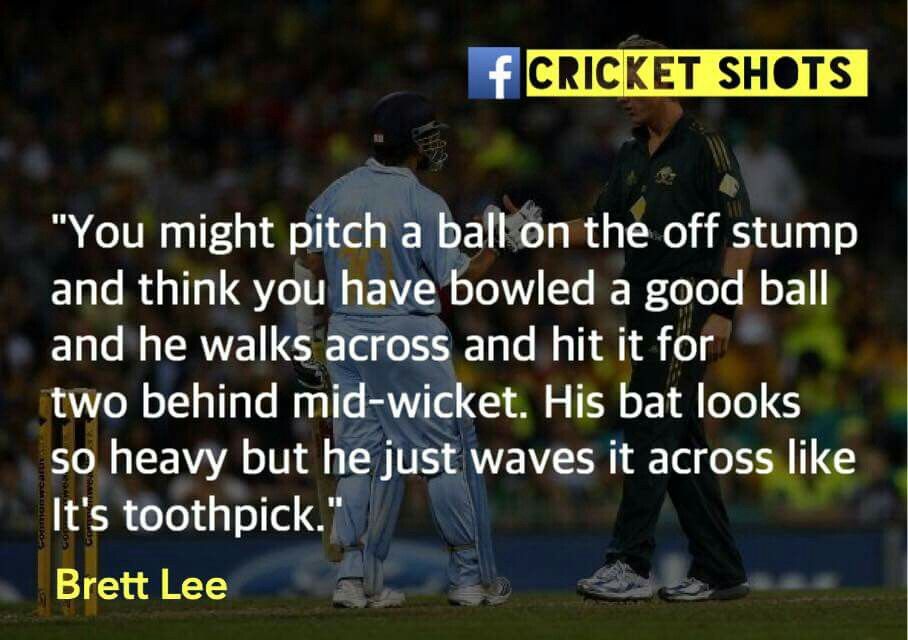 f CRICKET SHOTS
"You might pitch a ball on the off stump
and think you have bowled a good ball
and he walks across and hit it for
two behind mid-wicket. His bat looks
so heavy but he just waves it across like
It's toothpick."
Brett Lee